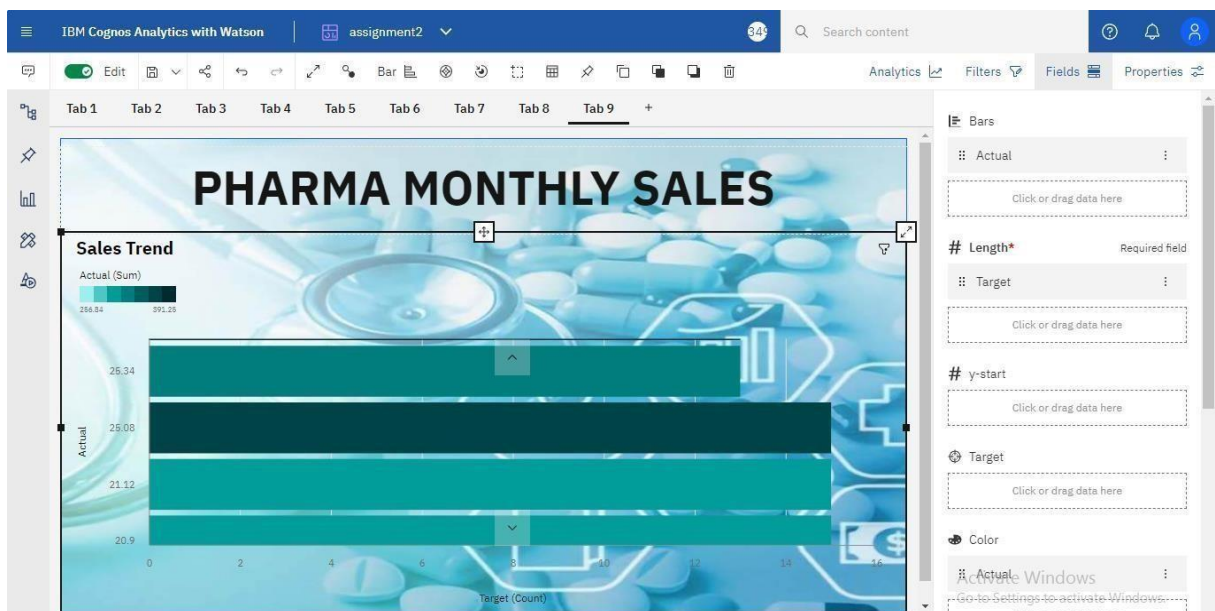 IBM Cognos Analytics with Watson
assignment2
Search content
Edit
Bar
Analytics
Filters
Fields
Properties
Tab 1 Tab 2 Tab 3 Tab 4 Tab 5 Tab 6 Tab 7 Tab 8 Tab 9 +
PHARMA MONTHLY SALES
Sales Trend
Actual (Sum)
256.84 391.25
25.34
25.08
21.12
20.9
Actual
0 2 4 6 8 10 12 14 16
Target (Count)
Bars
Actual
Click or drag data here
# Length* Required field
Target
Click or drag data here
# y-start
Click or drag data here
Target
Click or drag data here
Color
Actual
Activate Windows
Go to Settings to activate Windows.